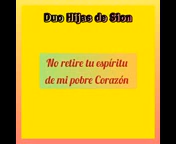 Duo Hijas de Sion
No retire tu espíritu
de mi pobre Corazón